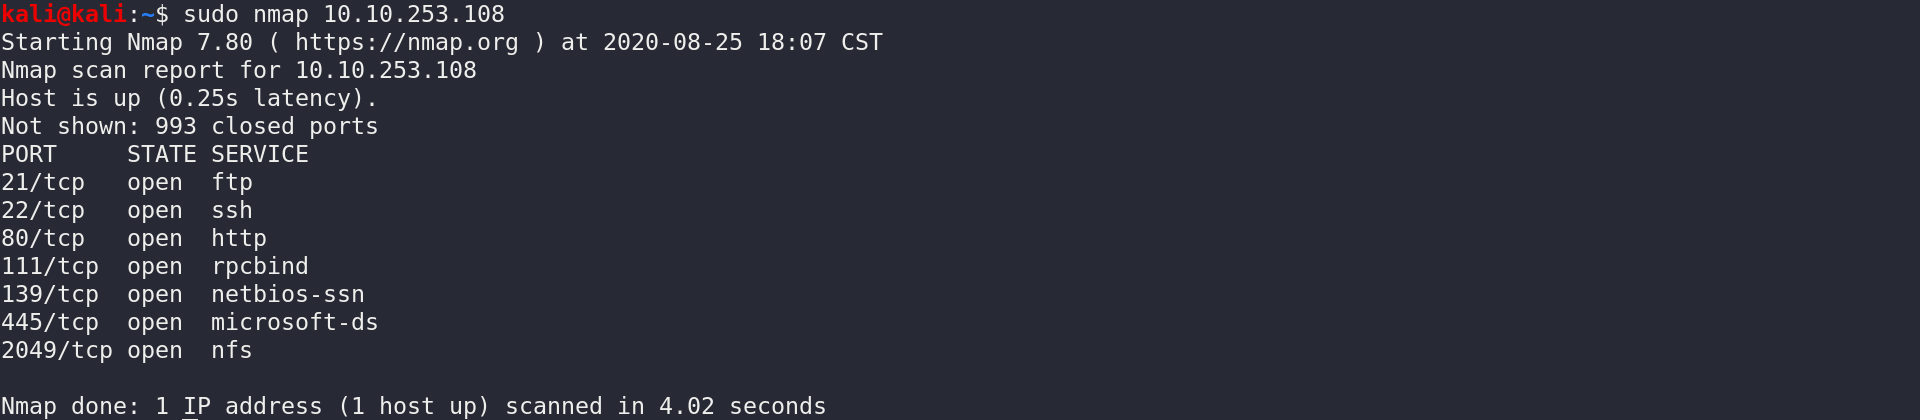 kali@kali:~$ sudo nmap 10.10.253.108
Starting Nmap 7.80 ( https://nmap.org ) at 2020-08-25 18:07 CST
Nmap scan report for 10.10.253.108
Host is up (0.25s latency).
Not shown: 993 closed ports
PORT     STATE SERVICE
21/tcp   open  ftp
22/tcp   open  ssh
80/tcp   open  http
111/tcp  open  rpcbind
139/tcp  open  netbios-ssn
445/tcp  open  microsoft-ds
2049/tcp open  nfs
Nmap done: 1 IP address (1 host up) scanned in 4.02 seconds